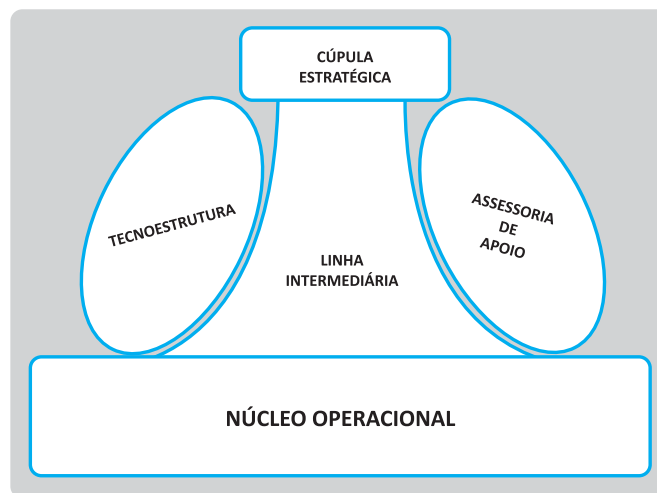 CÚPULA
ESTRATÉGICA
TECNOESTRUTURA
ASSESSORIA
DE
APOIO
LINHA
INTERMEDIÁRIA
NÚCLEO OPERACIONAL